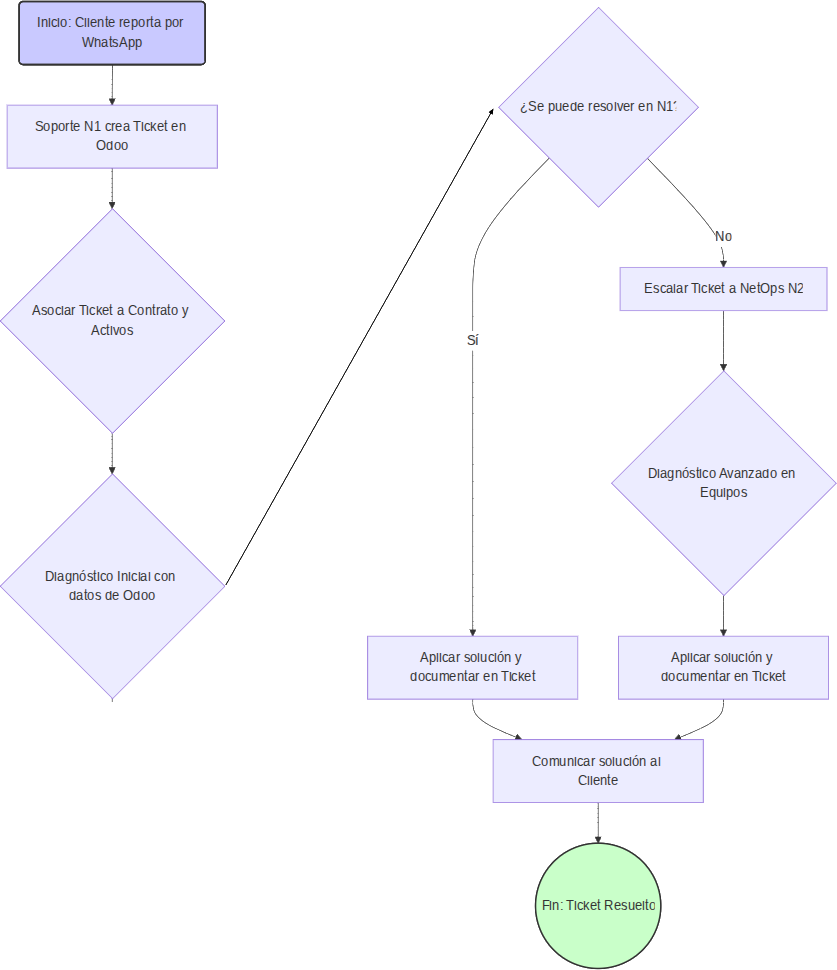 Inicio: Cliente reporta por
WhatsApp
Soporte N1 crea Ticket en
Odoo
Asociar Ticket a Contrato y
Activos
Diagnóstico Inicial con
datos de Odoo
¿Se puede resolver en N1?
No
Escalar Ticket a NetOps N2
Sí
Diagnóstico Avanzado en
Equipos
Aplicar solución y
documentar en Ticket
Aplicar solución y
documentar en Ticket
Comunicar solución al
Cliente
Fin: Ticket Resuelto